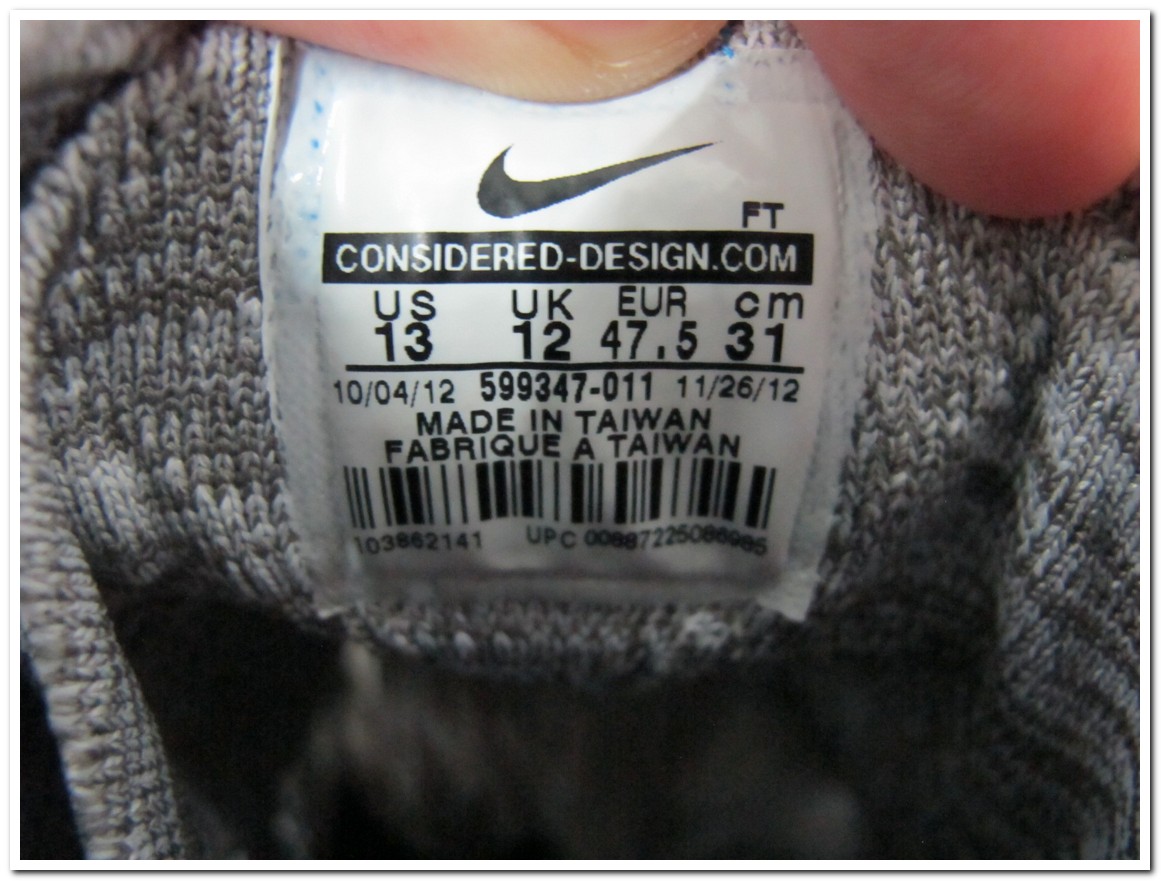 FT
CONSIDERED-DESIGN.COM
US UK EUR cm
13 12 47.5 31
10/04/12 599347-011 11/26/12
MADE IN TAIWAN
FABRIQUE A TAIWAN
103862141 UPC 00887225086985